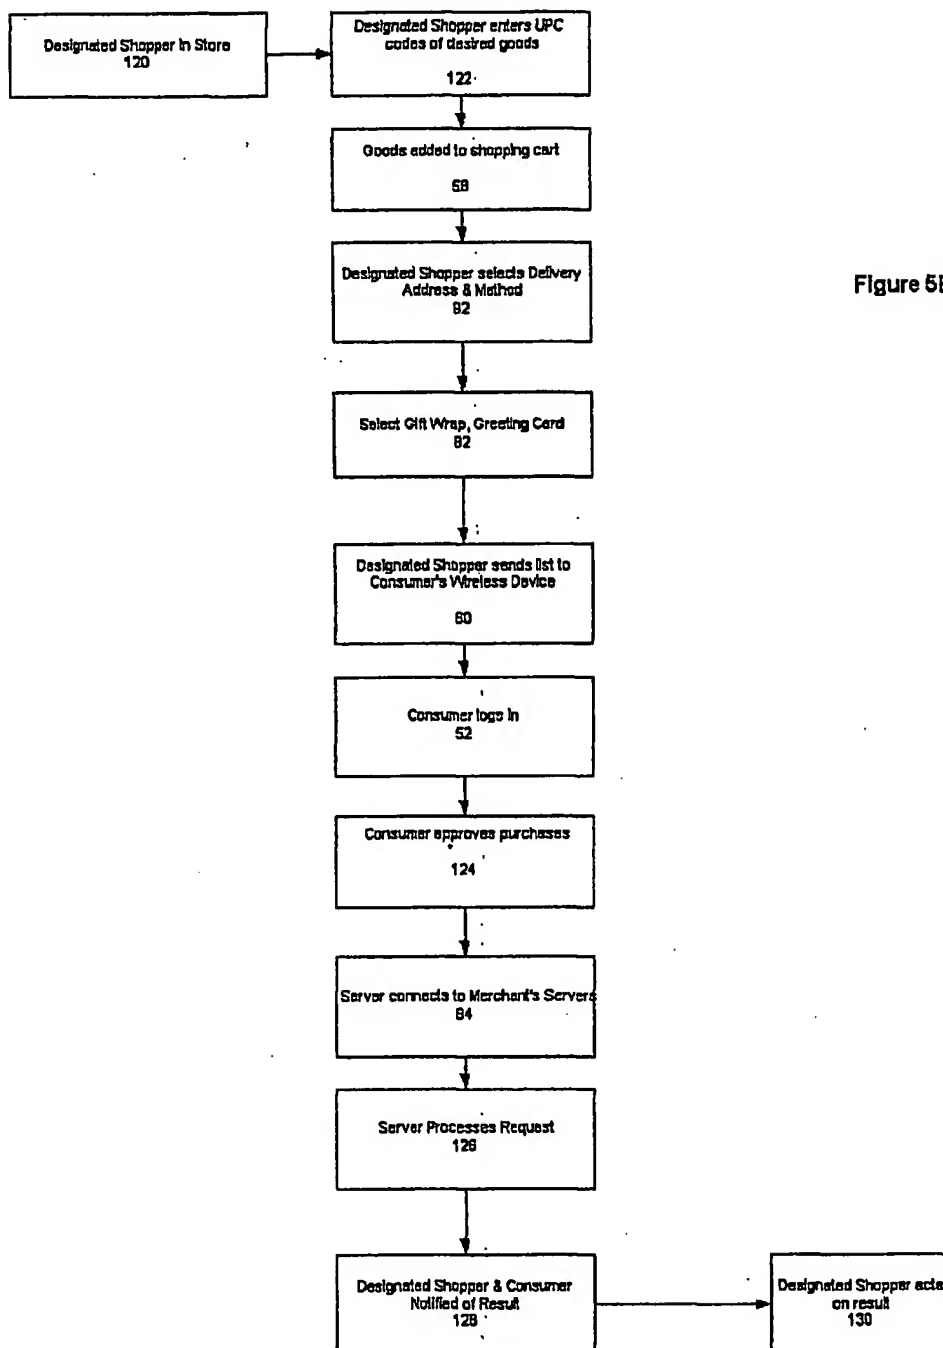 Designated Shopper in Store
120
Designated Shopper enters UPC
codes of desired goods
122
Goods added to shopping cart
58
Designated Shopper selects Delivery
Address & Method
92
Select Gift Wrap, Greeting Card
82
Designated Shopper sends list to
Consumer's Wireless Device
60
Consumer logs in
52
Consumer approves purchases
124
Server connects to Merchant's Servers
84
Server Processes Request
126
Designated Shopper & Consumer
Notified of Result
128
Designated Shopper acts
on result
130
Figure 5